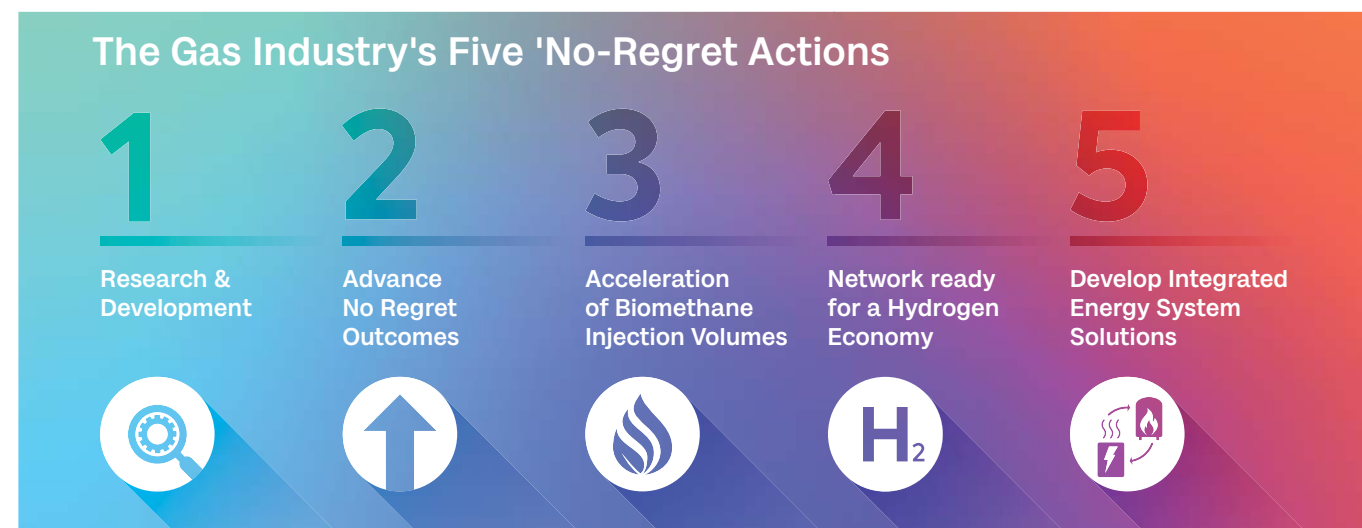 The Gas Industry's Five 'No-Regret Actions
1
2
3
4
5
Research &
Development
Advance
No Regret
Outcomes
Acceleration
of Biomethane
Injection Volumes
Network ready
for a Hydrogen
Economy
Develop Integrated
Energy System
Solutions
H₂